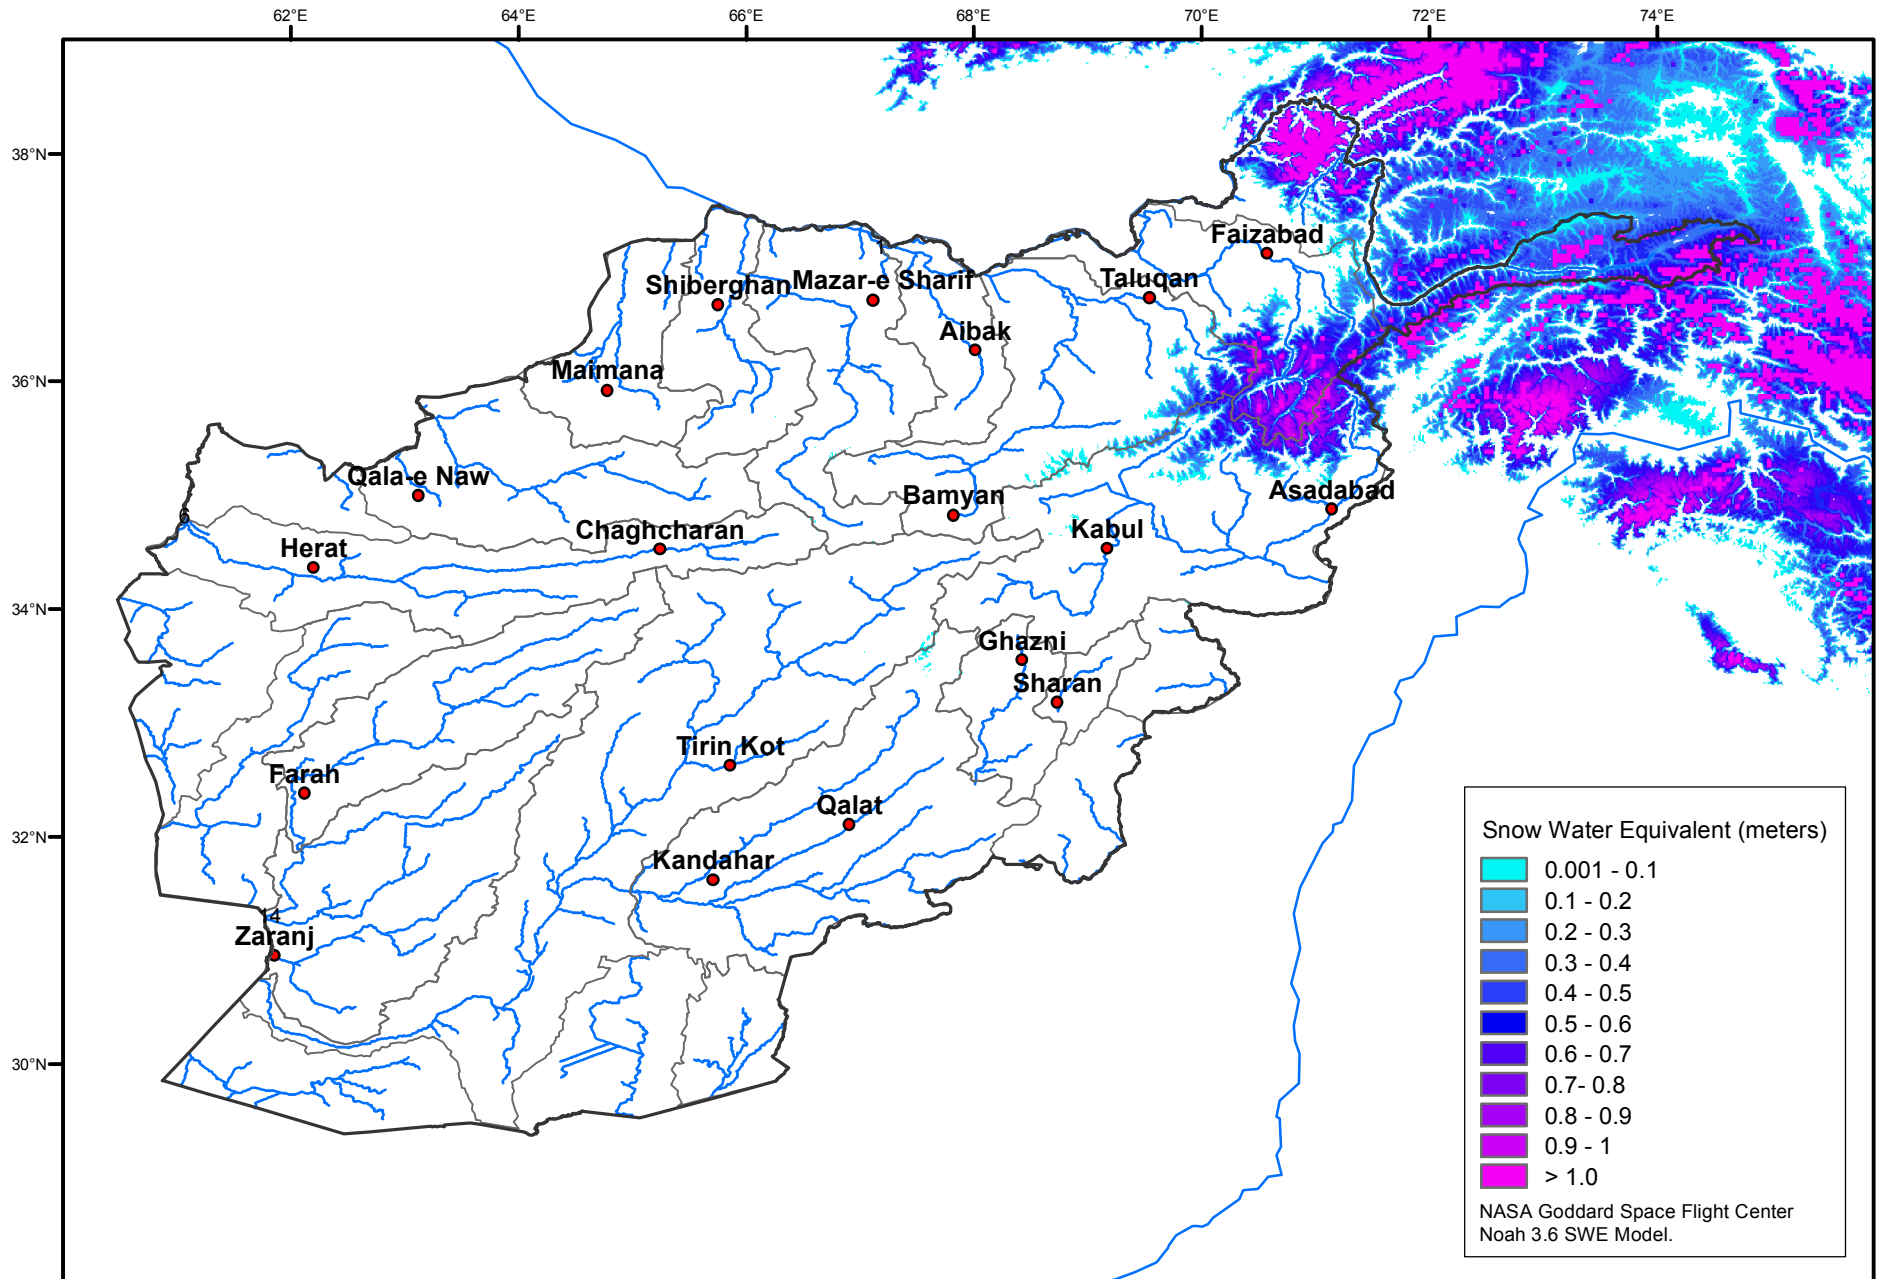 62°E
64°E
66°E
68°E
70°E
72°E
74°E
38°N
36°N
34°N
32°N
30°N
Faizabad
Taluqan
Shiberghan
Mazar-e Sharif
Aibak
Maimana
Qala-e Naw
Bamyan
Asadabad
6
Chaghcharan
Kabul
Herat
Ghazni
Sharan
Tirin Kot
Farah
Qalat
Kandahar
14
Zaranj
Snow Water Equivalent (meters)
0.001 - 0.1
0.1 - 0.2
0.2 - 0.3
0.3 - 0.4
0.4 - 0.5
0.5 - 0.6
0.6 - 0.7
0.7- 0.8
0.8 - 0.9
0.9 - 1
> 1.0
NASA Goddard Space Flight Center
Noah 3.6 SWE Model.